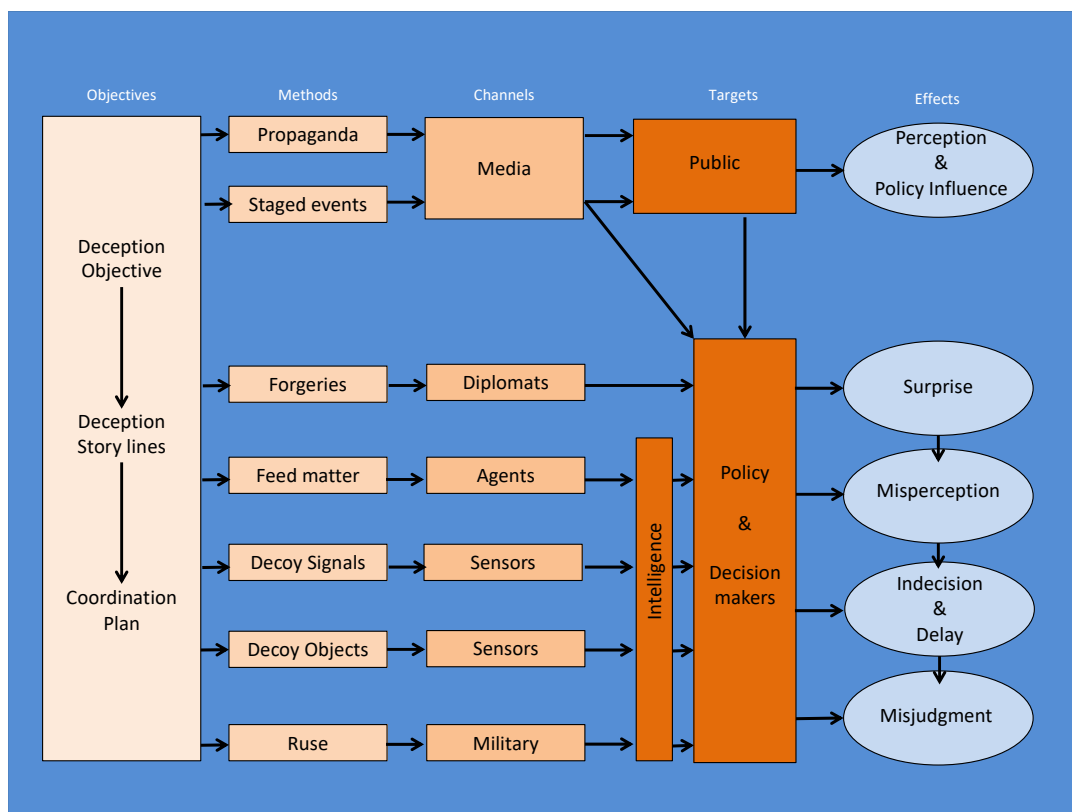 Objectives
Methods
Channels
Targets
Effects
Deception
Objective
Deception
Story lines
Coordination
Plan
Propaganda
Staged events
Forgeries
Feed matter
Decoy Signals
Decoy Objects
Ruse
Media
Diplomats
Agents
Sensors
Sensors
Military
Intelligence
Public
Policy
&
Decision
makers
Perception
&
Policy Influence
Surprise
Misperception
Indecision
&
Delay
Misjudgment